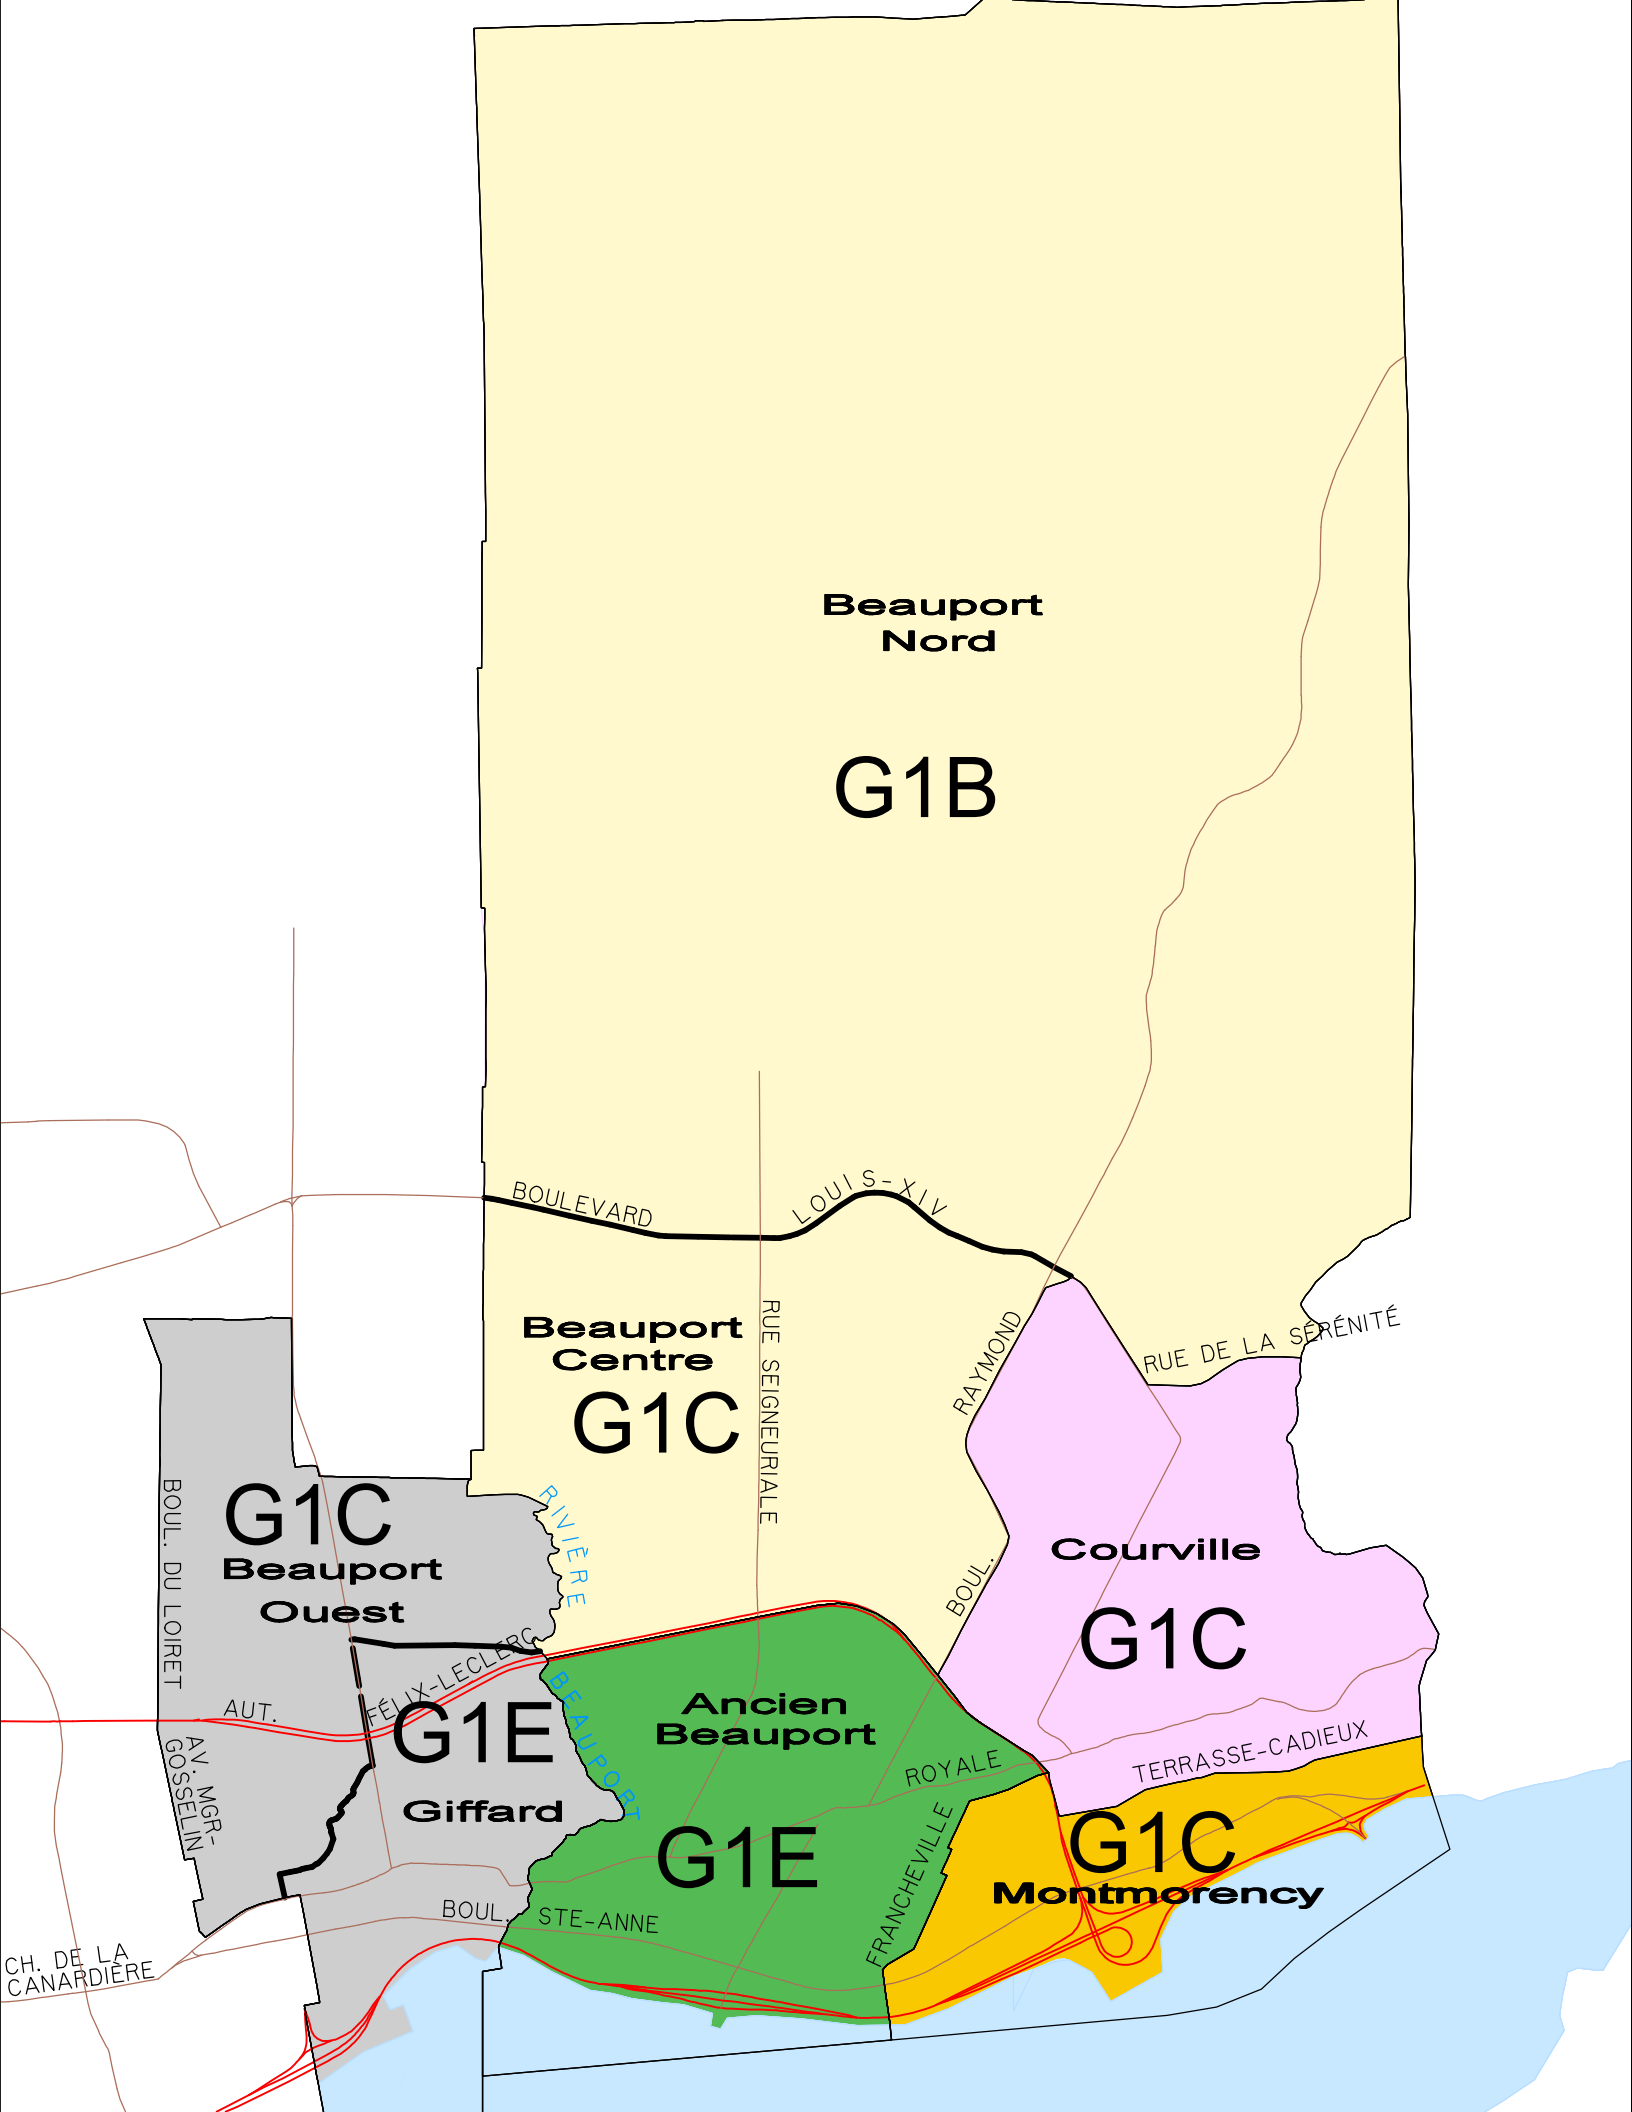 Beauport
Nord
G1B
BOULEVARD
LOUIS-XIV
Beauport
Centre
G1C
RUE SEIGNEURIALE
RAYMOND
BOUL.
RUE DE LA SÉRÉNITÉ
RIVIÈRE
BEAUPORT
G1C
Beauport
Ouest
BOUL. DU LOIRET
AUT.
FÉLIX-LECLERC
AV. MGR-
GOSSELIN
G1E
Giffard
Courville
G1C
Ancien
Beauport
ROYALE
G1E
TERRASSE-CADIEUX
FRANCHEVILLE
G1C
Montmorency
BOUL. STE-ANNE
CH. DE LA
CANARDIÈRE